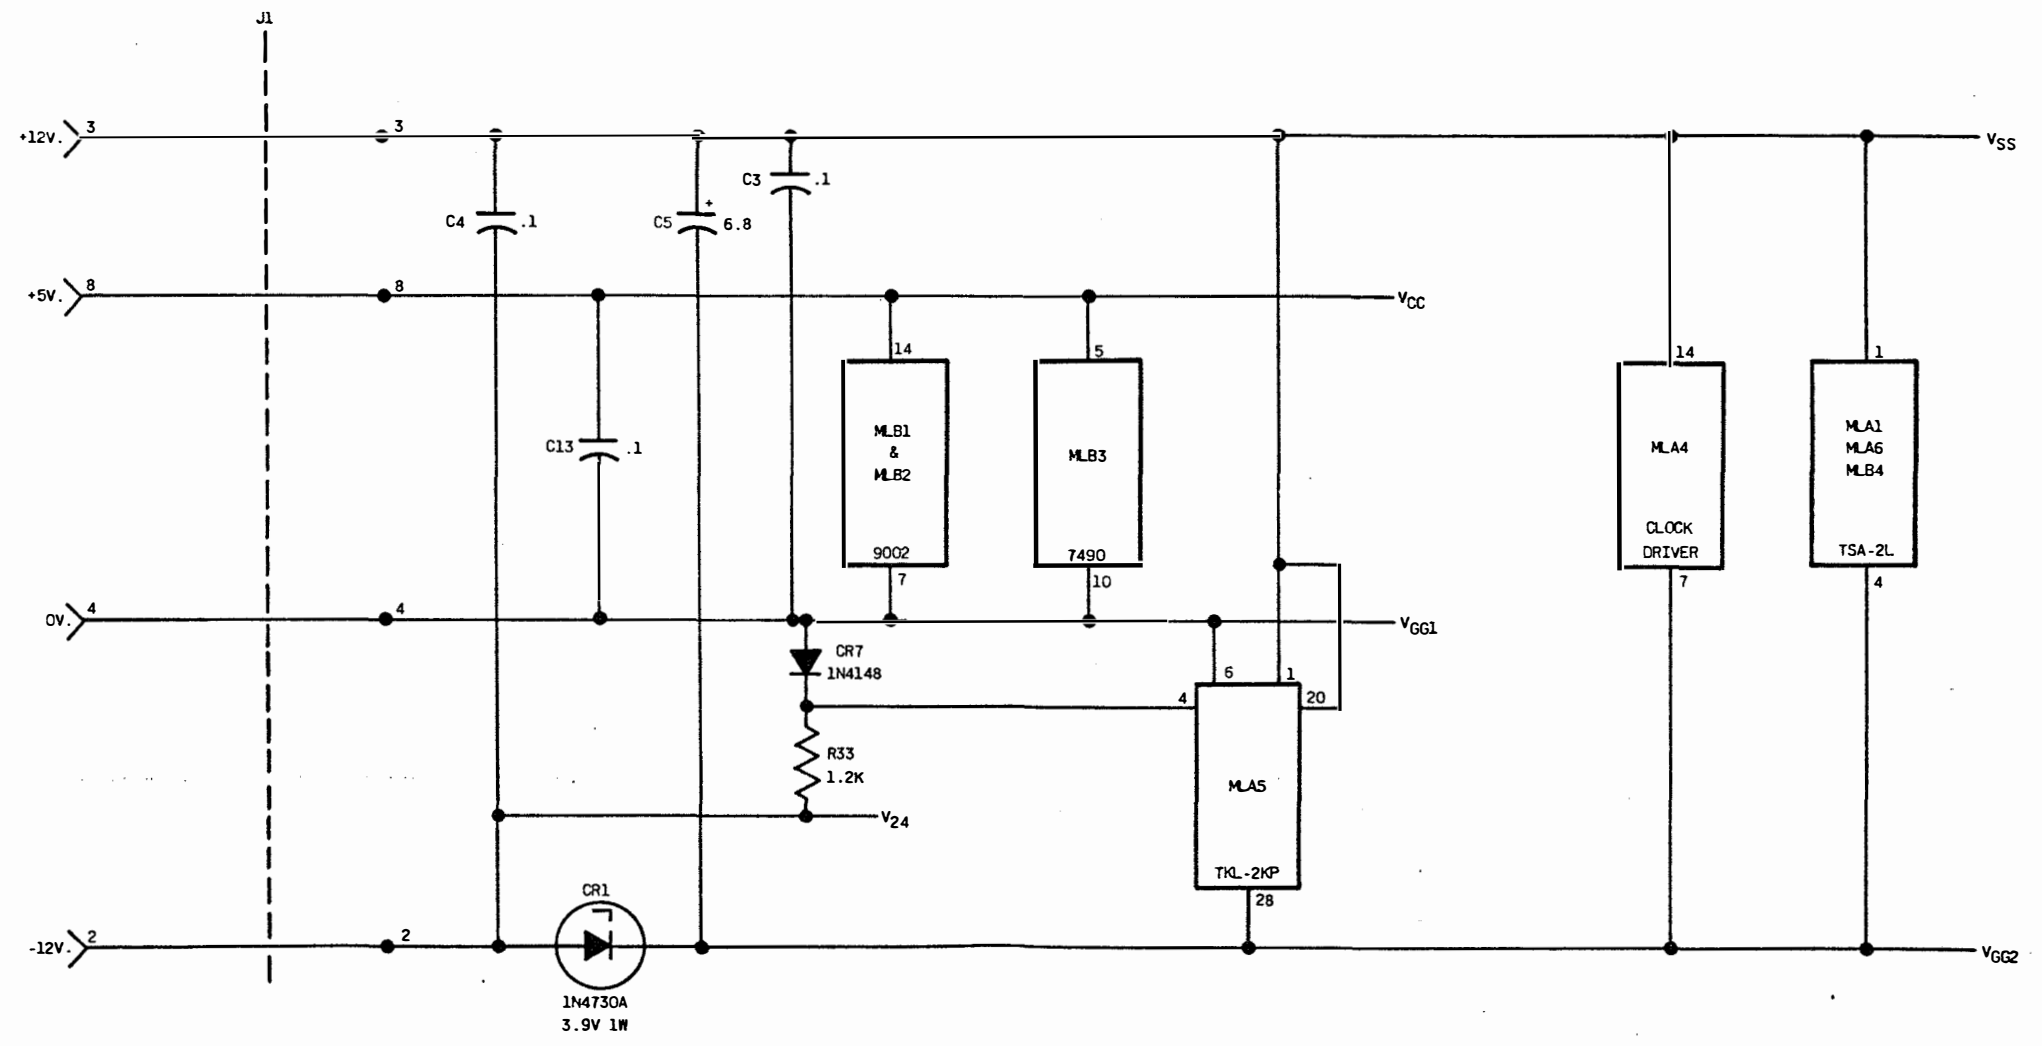 J1
+12V.
3
3
VSS
C3
.1
C4
.1
C5
+
6.8
+5V.
8
8
VCC
14
5
14
1
C13
.1
MLB1
&
MLB2
9002
MLB3
7490
MLA4
CLOCK
DRIVER
MLA1
MLA6
MLB4
TSA-2L
7
10
7
4
0V.
4
4
VGG1
CR7
1N4148
6
1
4
20
R33
1.2K
MLA5
TKL-2KP
V24
28
CR1
-12V.
2
2
VGG2
1N4730A
3.9V 1W